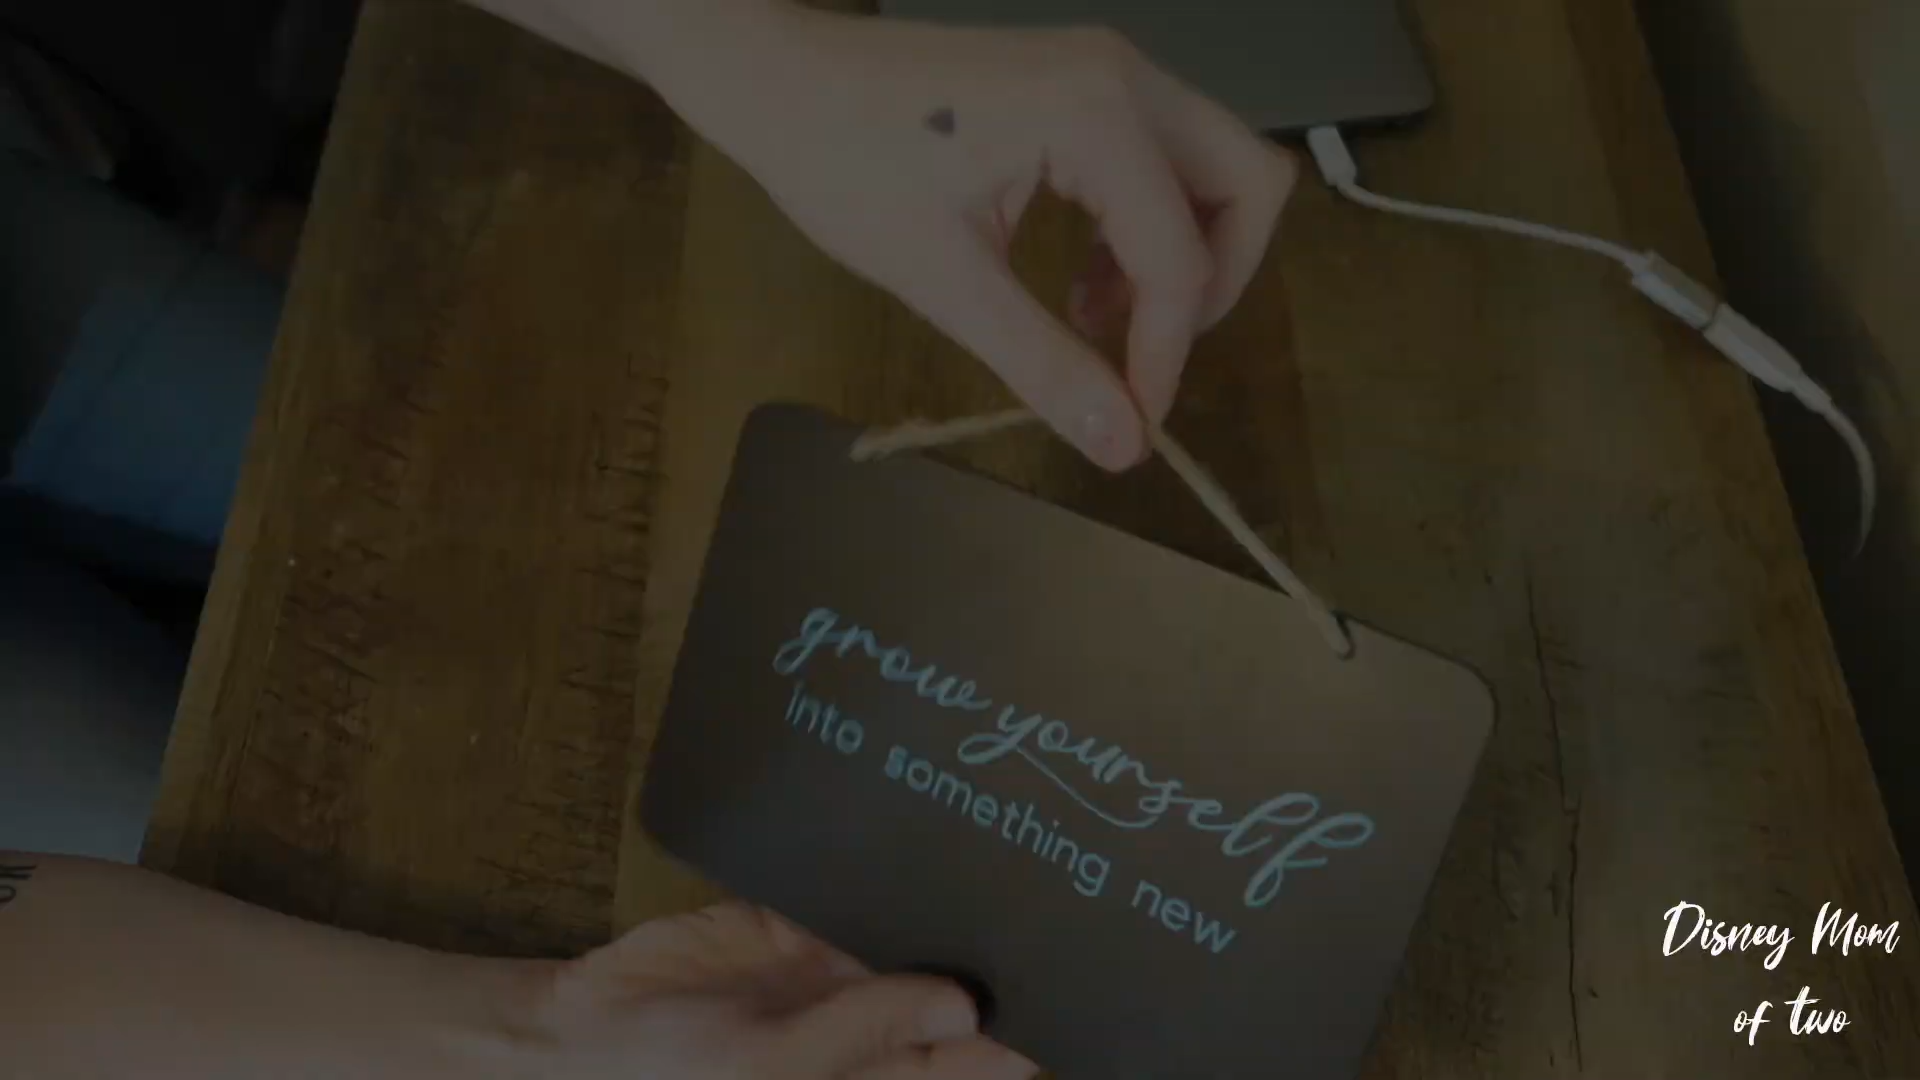 grow yourself
into something new
Disney Mom
of two